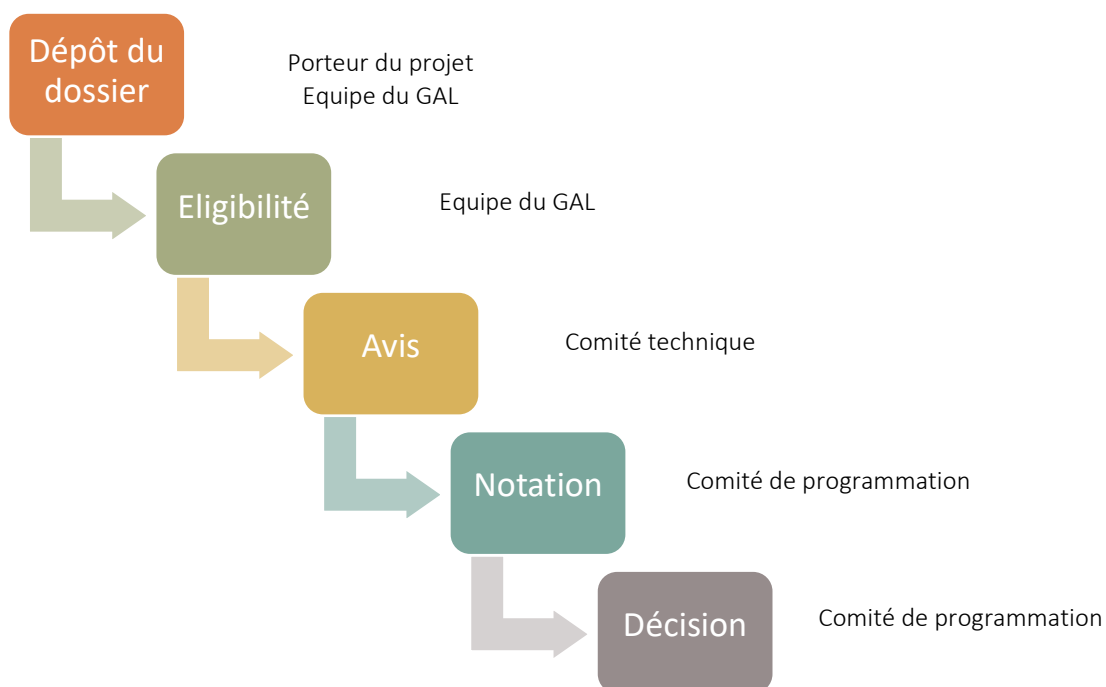 Dépôt du
dossier
Porteur du projet
Equipe du GAL
Eligibilité
Equipe du GAL
Avis
Comité technique
Notation
Comité de programmation
Décision
Comité de programmation